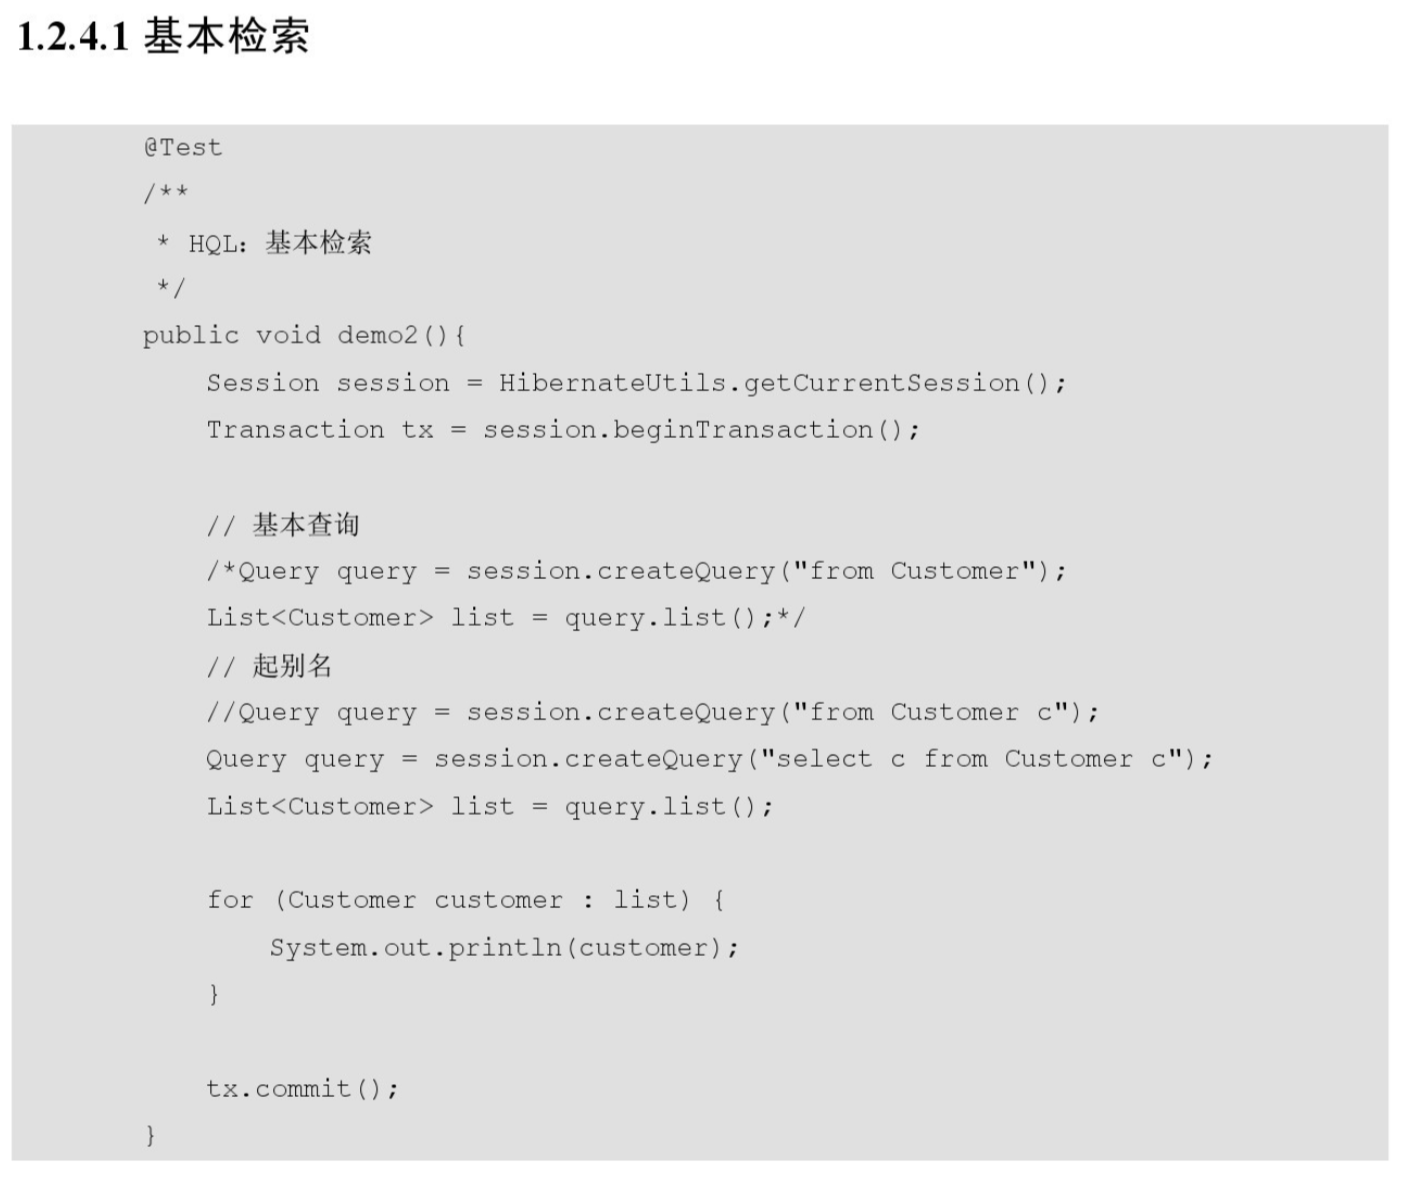 1.2.4.1 基本检索
@Test
/**
* HQL：基本检索
*/
public void demo2(){
Session session = HibernateUtils.getCurrentSession();
Transaction tx = session.beginTransaction();
// 基本查询
/*Query query = session.createQuery("from Customer");
List<Customer> list = query.list();*/
// 起别名
//Query query = session.createQuery("from Customer c");
Query query = session.createQuery("select c from Customer c");
List<Customer> list = query.list();
for (Customer customer : list) {
System.out.println(customer);
}
tx.commit();
}